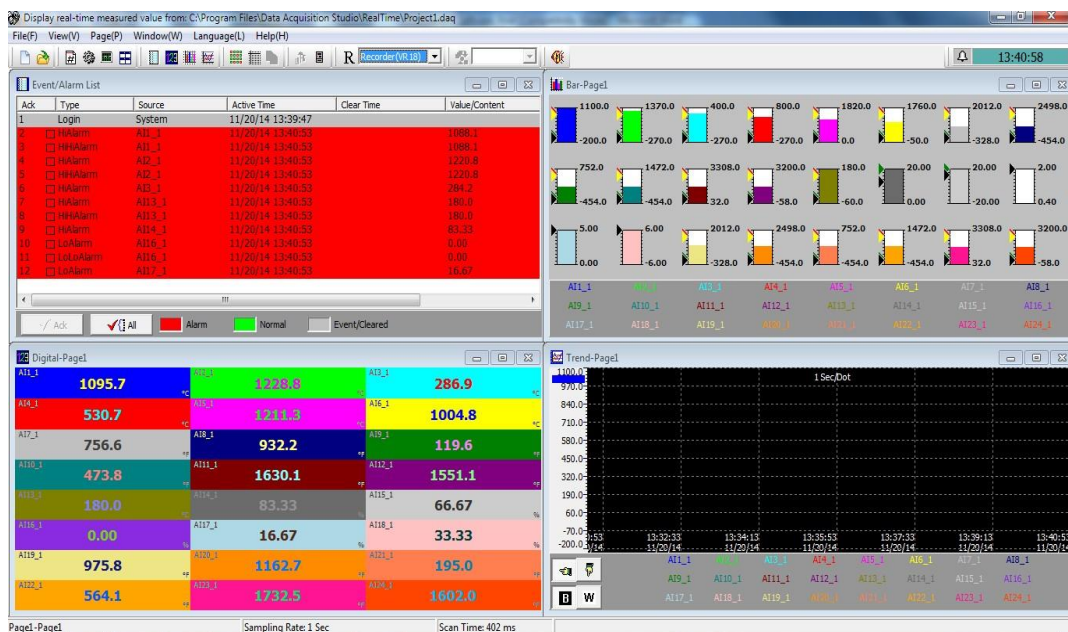 Display real-time measured value from: C:\Program Files\Data Acquisition Studio\RealTime\Project1.daq
File(F) View(V) Page(P) Window(W) Language(L) Help(H)
R Recorder(VR18) 13:40:58
Event/Alarm List
Ack Type Source Active Time Clear Time Value/Content
1 Login System 11/20/14 13:39:47
2 HiAlarm AI1_1 11/20/14 13:40:53 1088.1
3 HiHiAlarm AI1_1 11/20/14 13:40:53 1088.1
4 HiAlarm AI2_1 11/20/14 13:40:53 1220.8
5 HiHiAlarm AI2_1 11/20/14 13:40:53 1220.8
6 HiAlarm AI3_1 11/20/14 13:40:53 284.2
7 HiAlarm AI13_1 11/20/14 13:40:53 180.0
8 HiHiAlarm AI13_1 11/20/14 13:40:53 180.0
9 HiAlarm AI14_1 11/20/14 13:40:53 83.33
10 LoAlarm AI16_1 11/20/14 13:40:53 0.00
11 LoLoAlarm AI16_1 11/20/14 13:40:53 0.00
12 LoAlarm AI17_1 11/20/14 13:40:53 16.67
Ack All Alarm Normal Event/Cleared
Bar-Page1
1100.0 1370.0 400.0 800.0 1820.0 1760.0 2012.0 2498.0
-200.0 -270.0 -270.0 -270.0 0.0 -50.0 -328.0 -454.0
752.0 1472.0 3308.0 3200.0 180.0 20.00 20.00 2.00
-454.0 -454.0 32.0 -58.0 -60.0 0.00 -20.00 0.40
5.00 6.00 2012.0 2498.0 752.0 1472.0 3308.0 3200.0
0.00 -6.00 -328.0 -454.0 -454.0 -454.0 32.0 -58.0
AI1_1 AI3_1 AI4_1 AI5_1 AI6_1 AI7_1 AI8_1
AI9_1 AI10_1 AI11_1 AI12_1 AI13_1 AI14_1 AI15_1 AI16_1
AI17_1 AI18_1 AI19_1 AI20_1 AI21_1 AI22_1 AI23_1 AI24_1
Digital-Page1
AI1_1 1095.7 °C AI2_1 1228.8 °C AI3_1 286.9 °C
AI4_1 530.7 °C AI5_1 1211.3 °C AI6_1 1004.8 °C
AI7_1 756.6 °F AI8_1 932.2 °F AI9_1 119.6 °F
AI10_1 473.8 °F AI11_1 1630.1 °F AI12_1 1551.1 °F
AI13_1 180.0 AI14_1 83.33 % AI15_1 66.67 %
AI16_1 0.00 % AI17_1 16.67 % AI18_1 33.33 %
AI19_1 975.8 °F AI20_1 1162.7 °F AI21_1 195.0 °F
AI22_1 564.1 °F AI23_1 1732.5 °F AI24_1 1602.0 °F
Trend-Page1
1 Sec/Dot
1100.0
970.0
840.0
710.0
580.0
450.0
320.0
190.0
60.0
-70.0
-200.0
13:32:33 13:34:13 13:35:53 13:37:33 13:39:13 13:40:53
11/20/14 11/20/14 11/20/14 11/20/14 11/20/14 11/20/14
AI1_1 AI3_1 AI4_1 AI5_1 AI6_1 AI7_1 AI8_1
AI9_1 AI10_1 AI11_1 AI12_1 AI13_1 AI14_1 AI15_1 AI16_1
B W AI17_1 AI18_1 AI19_1 AI20_1 AI21_1 AI22_1 AI23_1 AI24_1
Page1-Page1 Sampling Rate: 1 Sec Scan Time: 402 ms